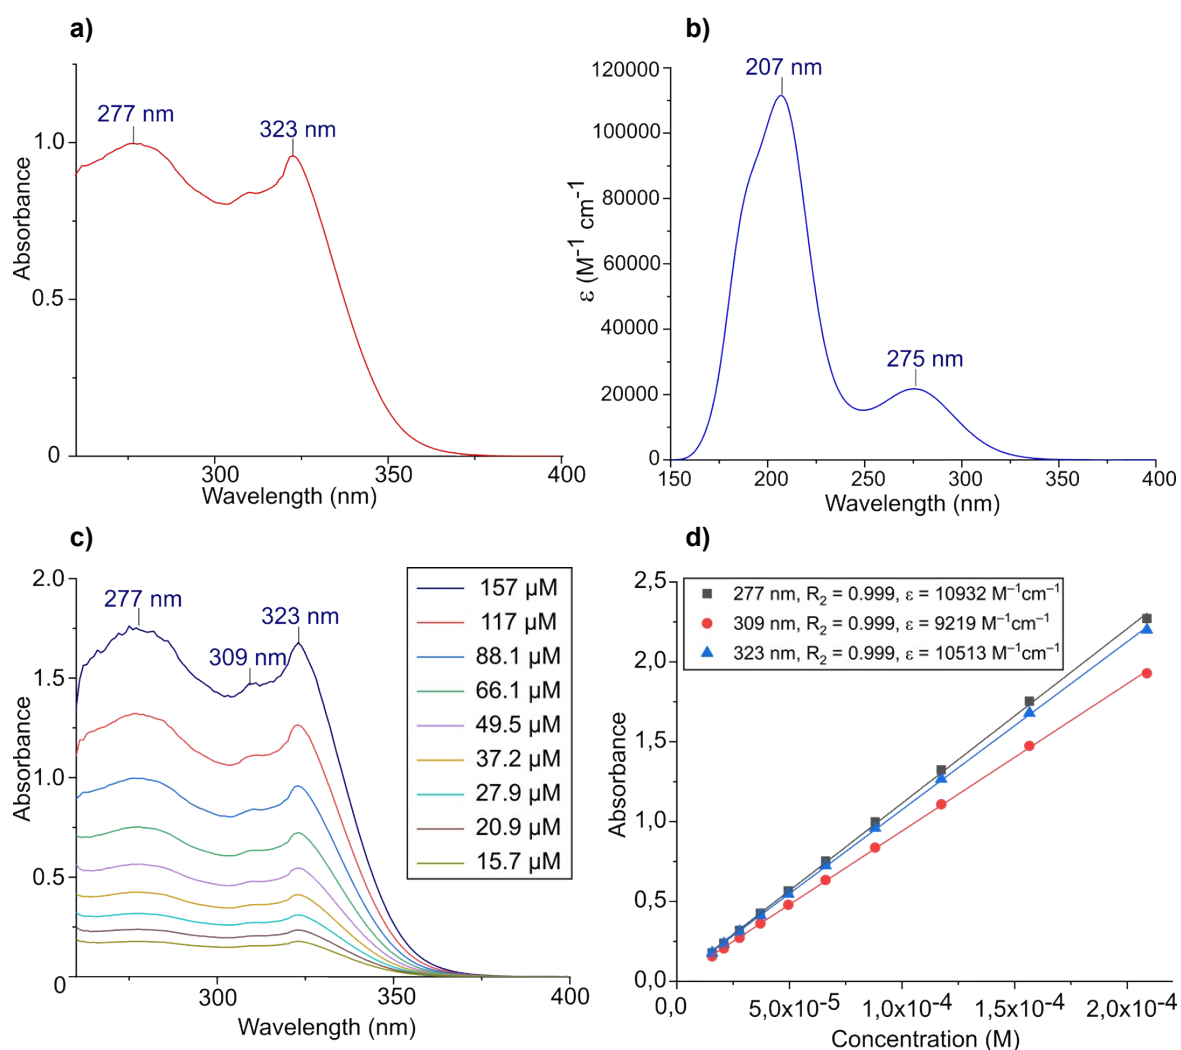 a)
277 nm
323 nm
1.0
0.5
0
Absorbance
300
350
400
Wavelength (nm)
b)
207 nm
275 nm
120000
100000
80000
60000
40000
20000
0
ε (M⁻¹ cm⁻¹)
150
200
250
300
350
400
Wavelength (nm)
c)
277 nm
309 nm
323 nm
2.0
1.5
1.0
0.5
0
Absorbance
157 µM
117 µM
88.1 µM
66.1 µM
49.5 µM
37.2 µM
27.9 µM
20.9 µM
15.7 µM
300
350
400
Wavelength (nm)
d)
277 nm, R₂ = 0.999, ε = 10932 M⁻¹cm⁻¹
309 nm, R₂ = 0.999, ε = 9219 M⁻¹cm⁻¹
323 nm, R₂ = 0.999, ε = 10513 M⁻¹cm⁻¹
2,5
2.0
1.5
1,0
0.5
0.0
Absorbance
0,0
5,0x10⁻⁵
1,0x10⁻⁴
1,5x10⁻⁴
2,0x10⁻⁴
Concentration (M)